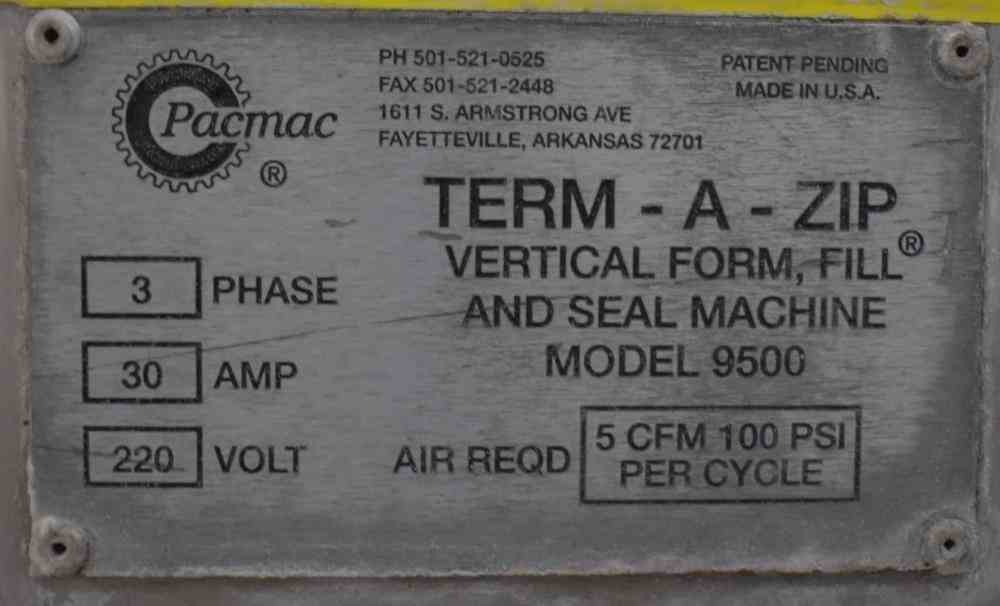 Pacmac
®
PH 501-521-0525
FAX 501-521-2448
1611 S. ARMSTRONG AVE
FAYETTEVILLE, ARKANSAS 72701
PATENT PENDING
MADE IN U.S.A.
TERM - A - ZIP®
VERTICAL FORM, FILL
AND SEAL MACHINE
MODEL 9500
3 PHASE
30 AMP
220 VOLT
AIR REQD 5 CFM 100 PSI
PER CYCLE